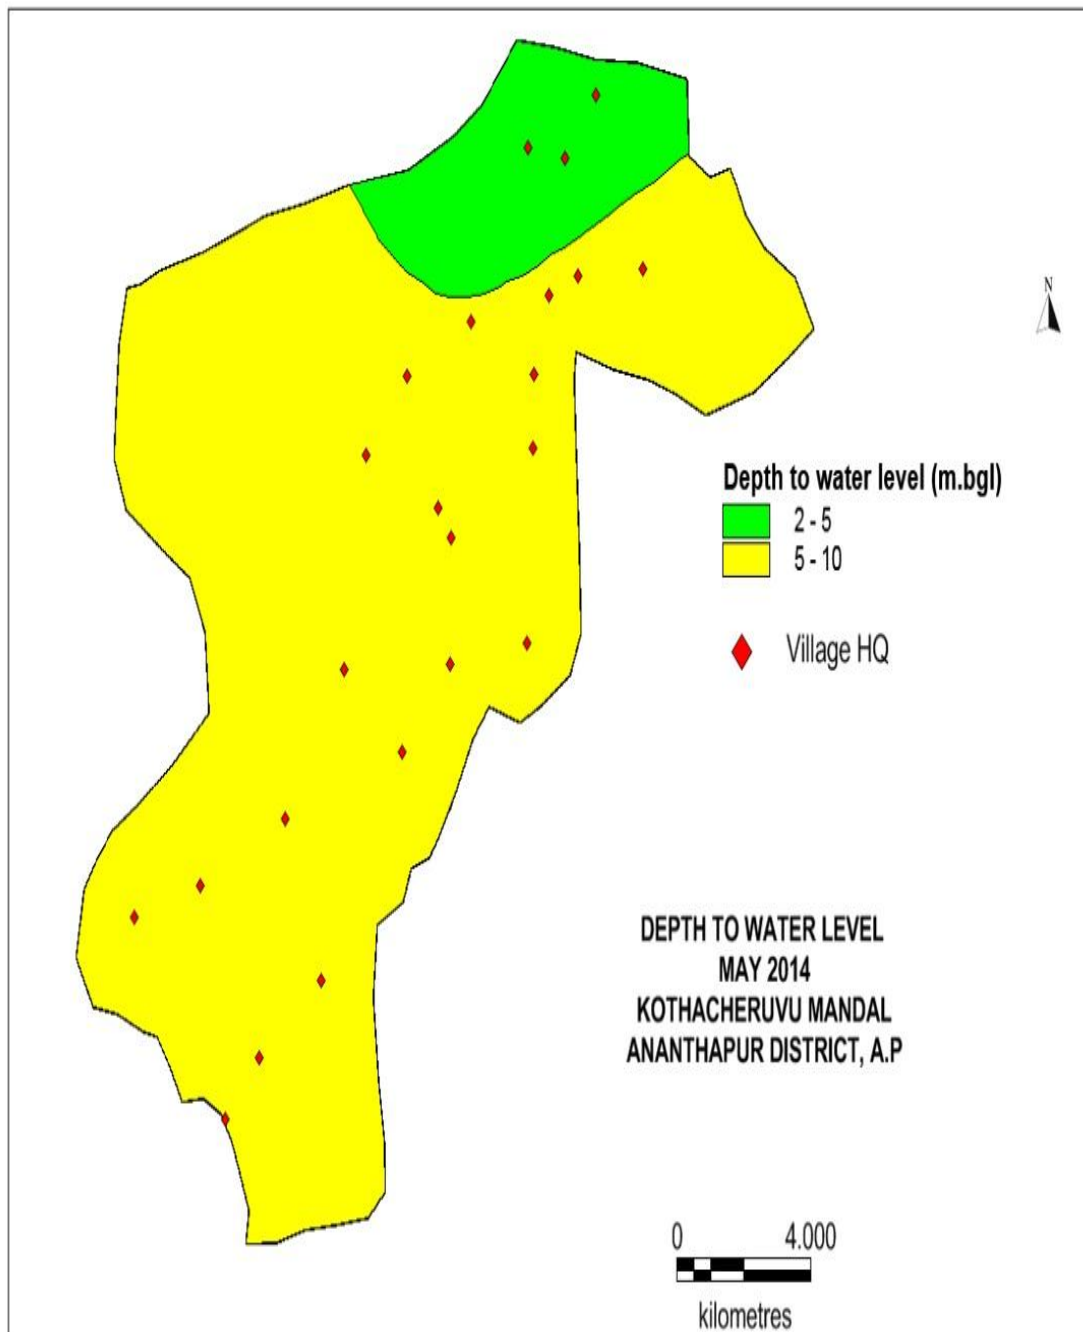 N
Depth to water level (m.bgl)
2 - 5
5 - 10
Village HQ
DEPTH TO WATER LEVEL
MAY 2014
KOTHACHERUVU MANDAL
ANANTHAPUR DISTRICT, A.P
0 4.000
kilometres